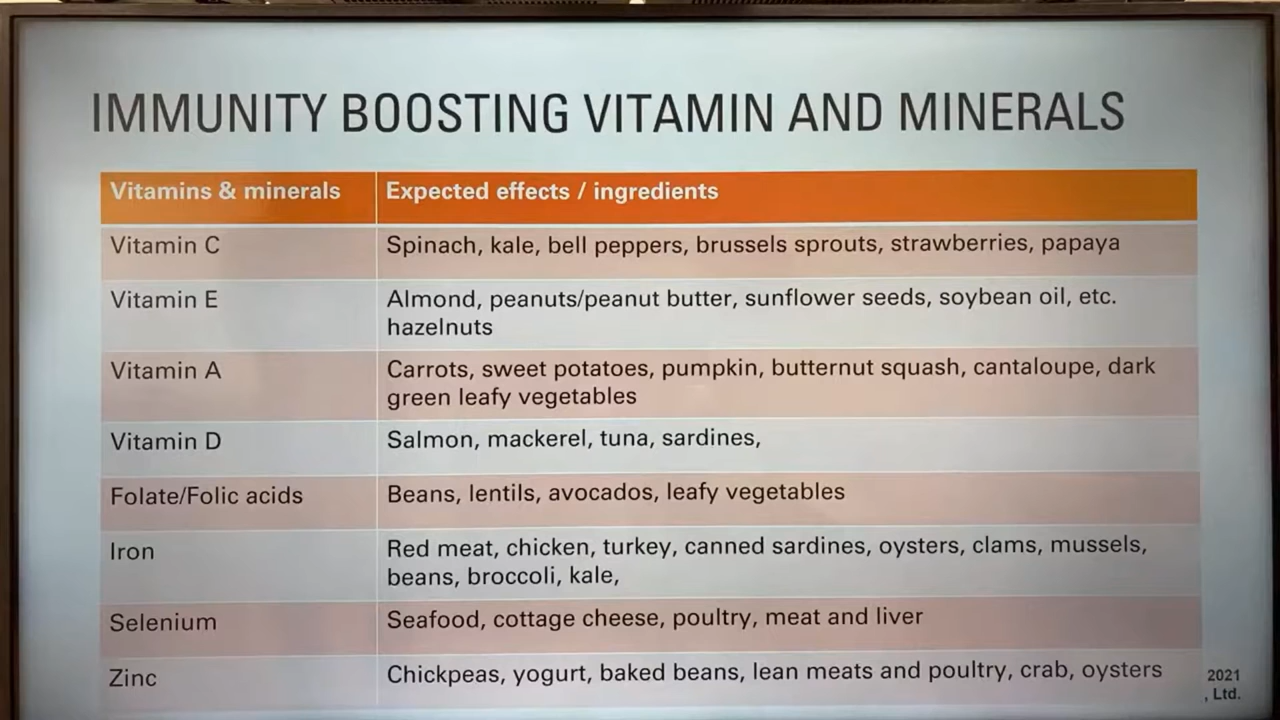 IMMUNITY BOOSTING VITAMIN AND MINERALS
Vitamins & minerals
Expected effects / ingredients
Vitamin C
Spinach, kale, bell peppers, brussels sprouts, strawberries, papaya
Vitamin E
Almond, peanuts/peanut butter, sunflower seeds, soybean oil, etc.
hazelnuts
Vitamin A
Carrots, sweet potatoes, pumpkin, butternut squash, cantaloupe, dark
green leafy vegetables
Vitamin D
Salmon, mackerel, tuna, sardines,
Folate/Folic acids
Beans, lentils, avocados, leafy vegetables
Iron
Red meat, chicken, turkey, canned sardines, oysters, clams, mussels,
beans, broccoli, kale,
Selenium
Seafood, cottage cheese, poultry, meat and liver
Zinc
Chickpeas, yogurt, baked beans, lean meats and poultry, crab, oysters
2021
, Ltd.